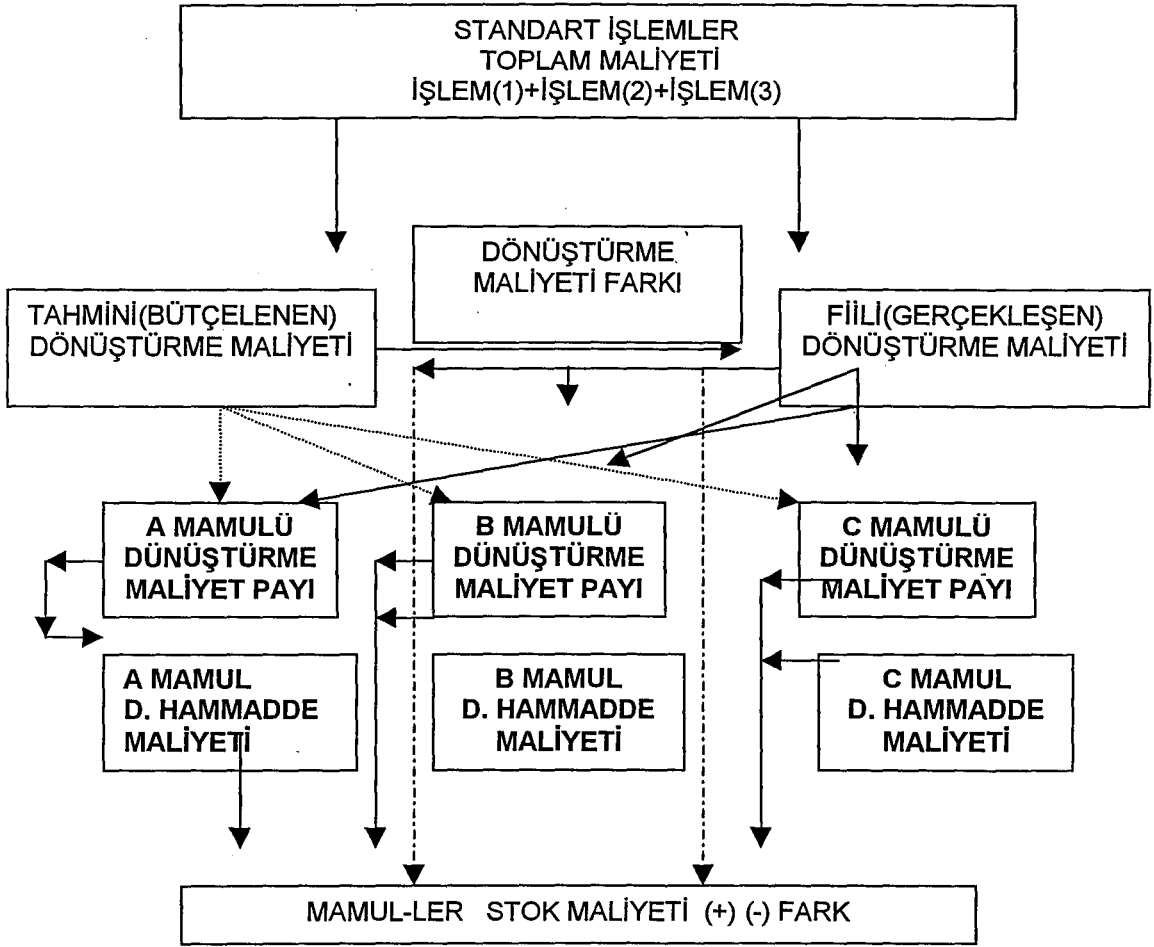 STANDART İŞLEMLER
TOPLAM MALİYETİ
İŞLEM(1)+İŞLEM(2)+İŞLEM(3)
DÖNÜŞTÜRME
MALİYETİ FARKI
TAHMİNİ(BÜTÇELENEN)
DÖNÜŞTÜRME MALİYETİ
FİİLİ(GERÇEKLEŞEN)
DÖNÜŞTÜRME MALİYETİ
A MAMULÜ
DÜNÜŞTÜRME
MALİYET PAYI
B MAMULÜ
DÜNÜŞTÜRME
MALİYET PAYI
C MAMULÜ
DÜNÜŞTÜRME
MALİYET PAYI
A MAMUL
D. HAMMADDE
MALİYETİ
B MAMUL
D. HAMMADDE
MALİYETİ
C MAMUL
D. HAMMADDE
MALİYETİ
MAMUL-LER STOK MALİYETİ (+) (-) FARK